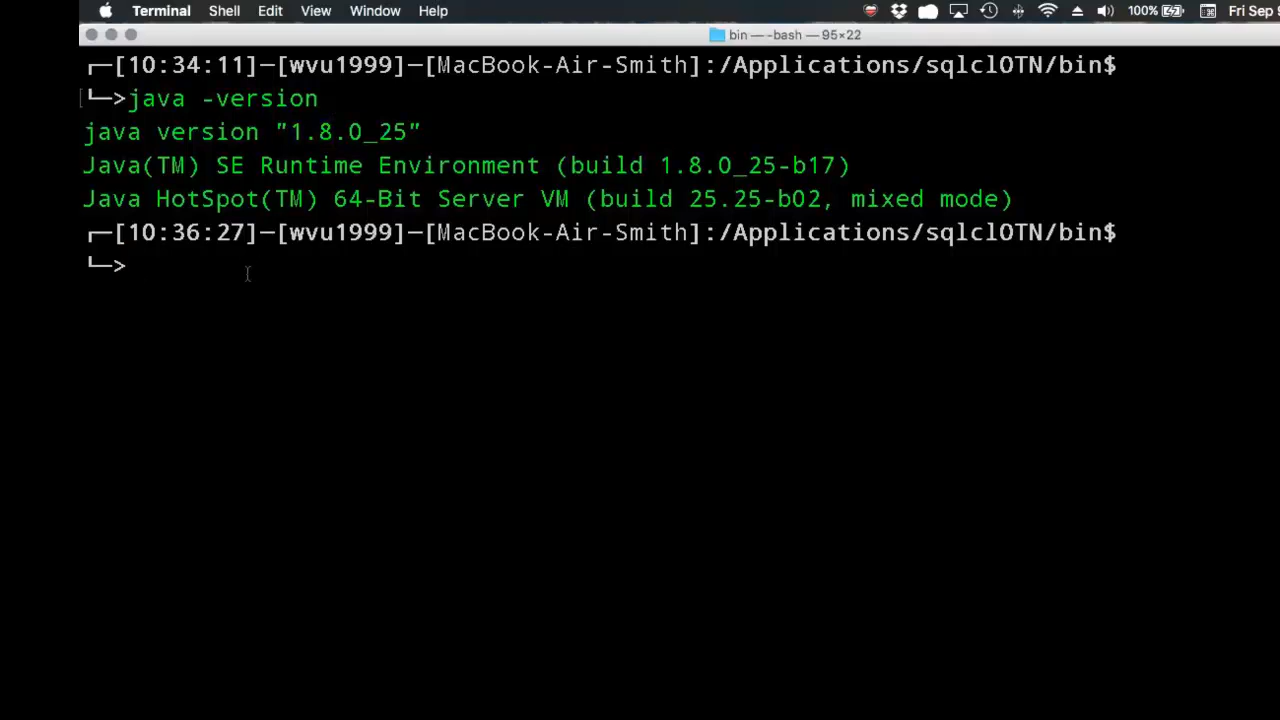 Terminal Shell Edit View Window Help 100% Fri Sep
bin — -bash — 95×22
┌─[10:34:11]─[wvu1999]─[MacBook-Air-Smith]:/Applications/sqlclOTN/bin$
└─>java -version
java version "1.8.0_25"
Java(TM) SE Runtime Environment (build 1.8.0_25-b17)
Java HotSpot(TM) 64-Bit Server VM (build 25.25-b02, mixed mode)
┌─[10:36:27]─[wvu1999]─[MacBook-Air-Smith]:/Applications/sqlclOTN/bin$
└─>